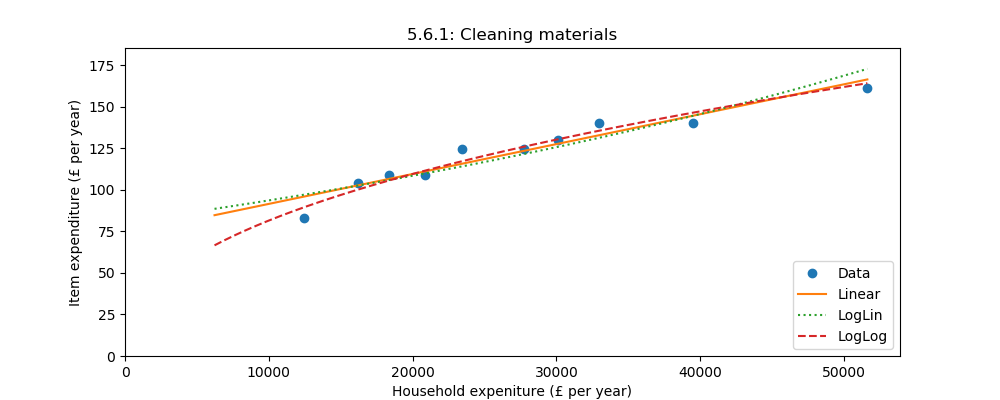 5.6.1: Cleaning materials
Item expenditure (£ per year)
175
150
125
100
75
50
25
0
0 10000 20000 30000 40000 50000
Household expeniture (£ per year)
Data
Linear
LogLin
LogLog